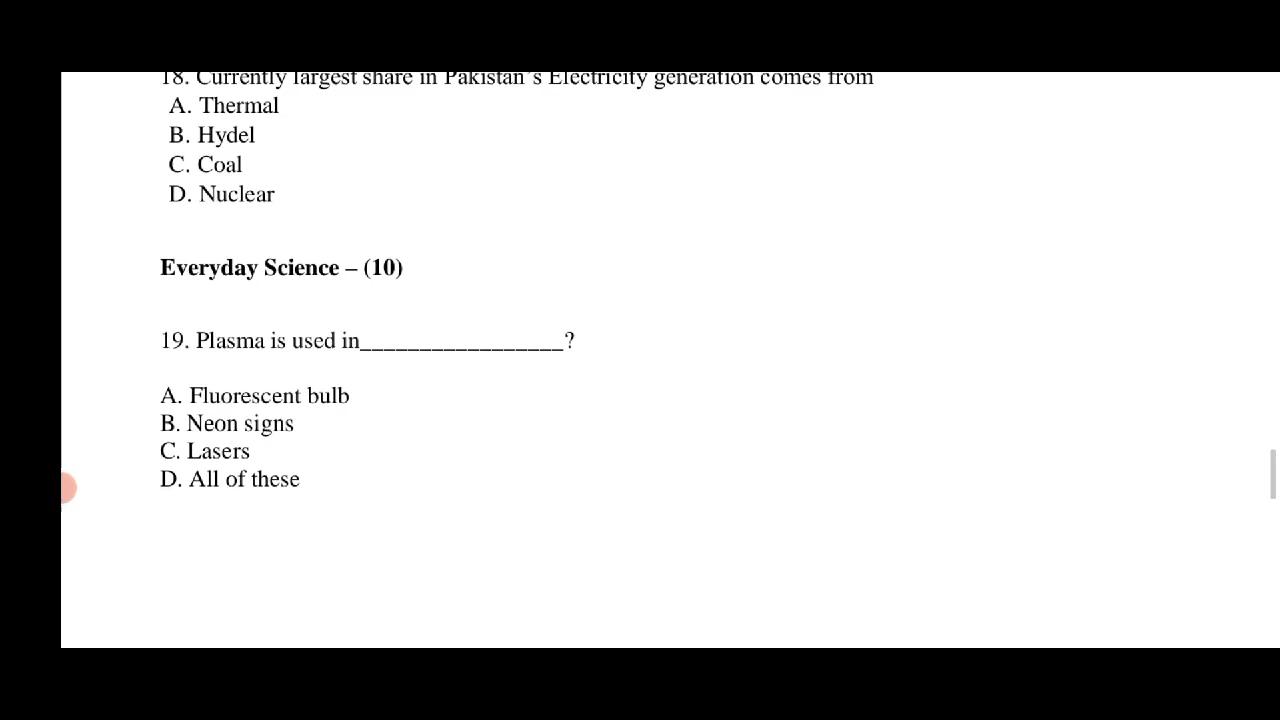 18. Currently largest share in Pakistan's Electricity generation comes from
A. Thermal
B. Hydel
C. Coal
D. Nuclear
Everyday Science – (10)
19. Plasma is used in_________________?
A. Fluorescent bulb
B. Neon signs
C. Lasers
D. All of these